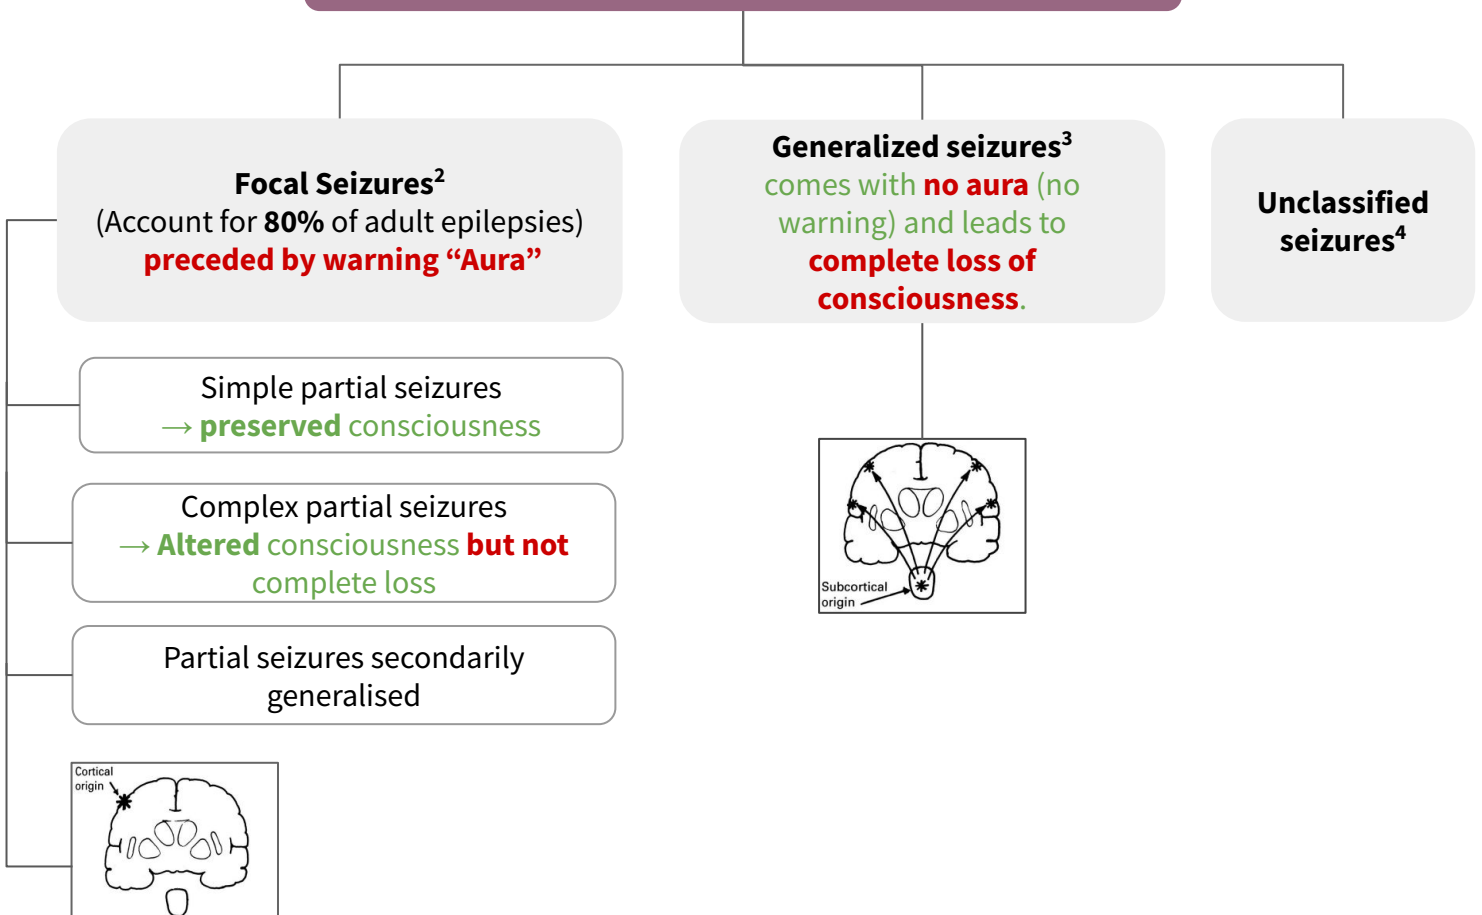 Focal Seizures²
(Account for 80% of adult epilepsies)
preceded by warning “Aura”
Generalized seizures³
comes with no aura (no
warning) and leads to
complete loss of
consciousness.
Unclassified
seizures⁴
Simple partial seizures
→ preserved consciousness
Complex partial seizures
→ Altered consciousness but not
complete loss
Partial seizures secondarily
generalised
Subcortical
origin
Cortical
origin